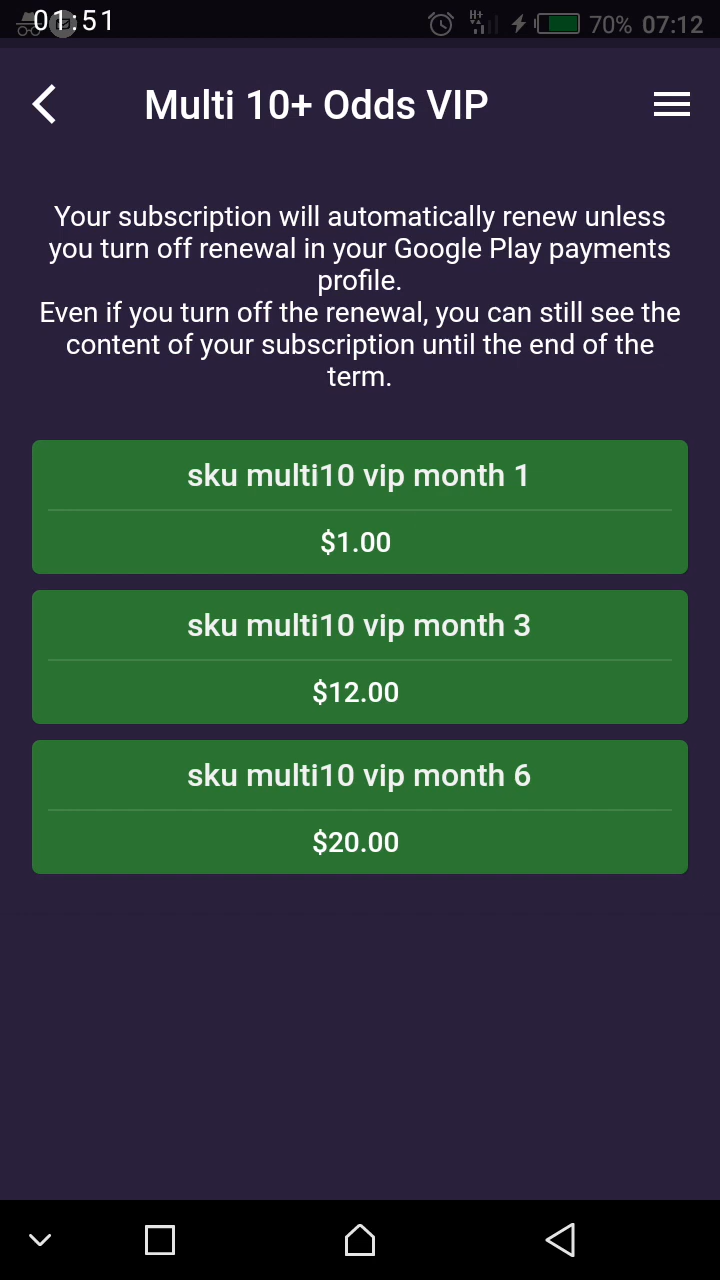 01:51
H+
70% 07:12
Multi 10+ Odds VIP
Your subscription will automatically renew unless
you turn off renewal in your Google Play payments
profile.
Even if you turn off the renewal, you can still see the
content of your subscription until the end of the
term.
sku multi10 vip month 1
$1.00
sku multi10 vip month 3
$12.00
sku multi10 vip month 6
$20.00